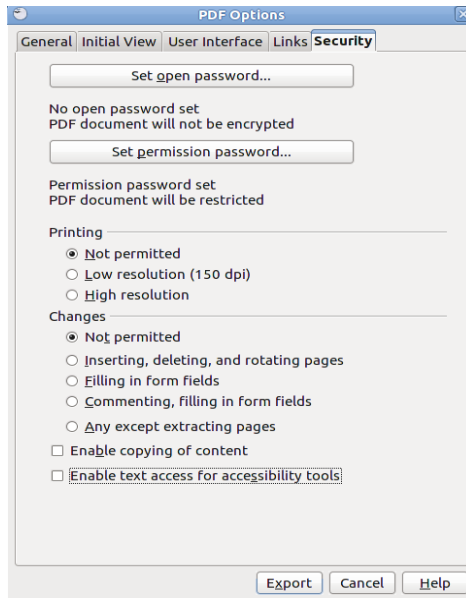 PDF Options
General Initial View User Interface Links Security
Set open password...
No open password set
PDF document will not be encrypted
Set permission password...
Permission password set
PDF document will be restricted
Printing
Not permitted
Low resolution (150 dpi)
High resolution
Changes
Not permitted
Inserting, deleting, and rotating pages
Filling in form fields
Commenting, filling in form fields
Any except extracting pages
Enable copying of content
Enable text access for accessibility tools
Export Cancel Help